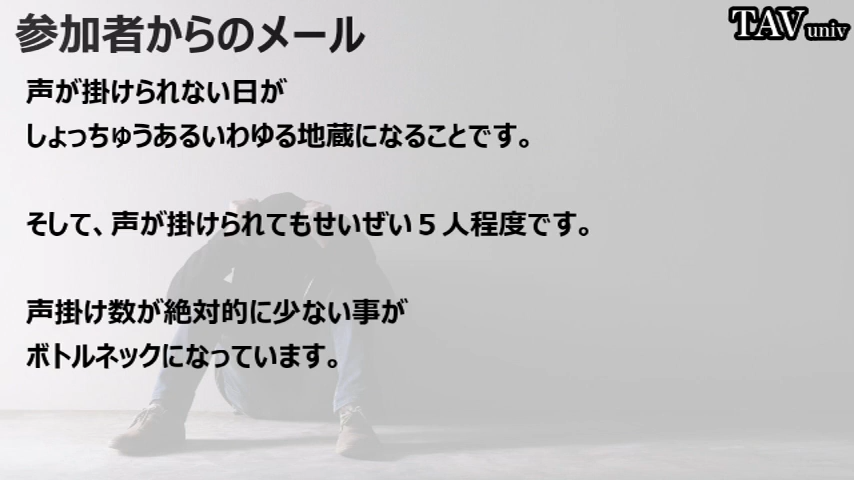 参加者からのメール
TAV univ
声が掛けられない日が
しょっちゅうあるいわゆる地蔵になることです。
そして、声が掛けられてもせいぜい５人程度です。
声掛け数が絶対的に少ない事が
ボトルネックになっています。